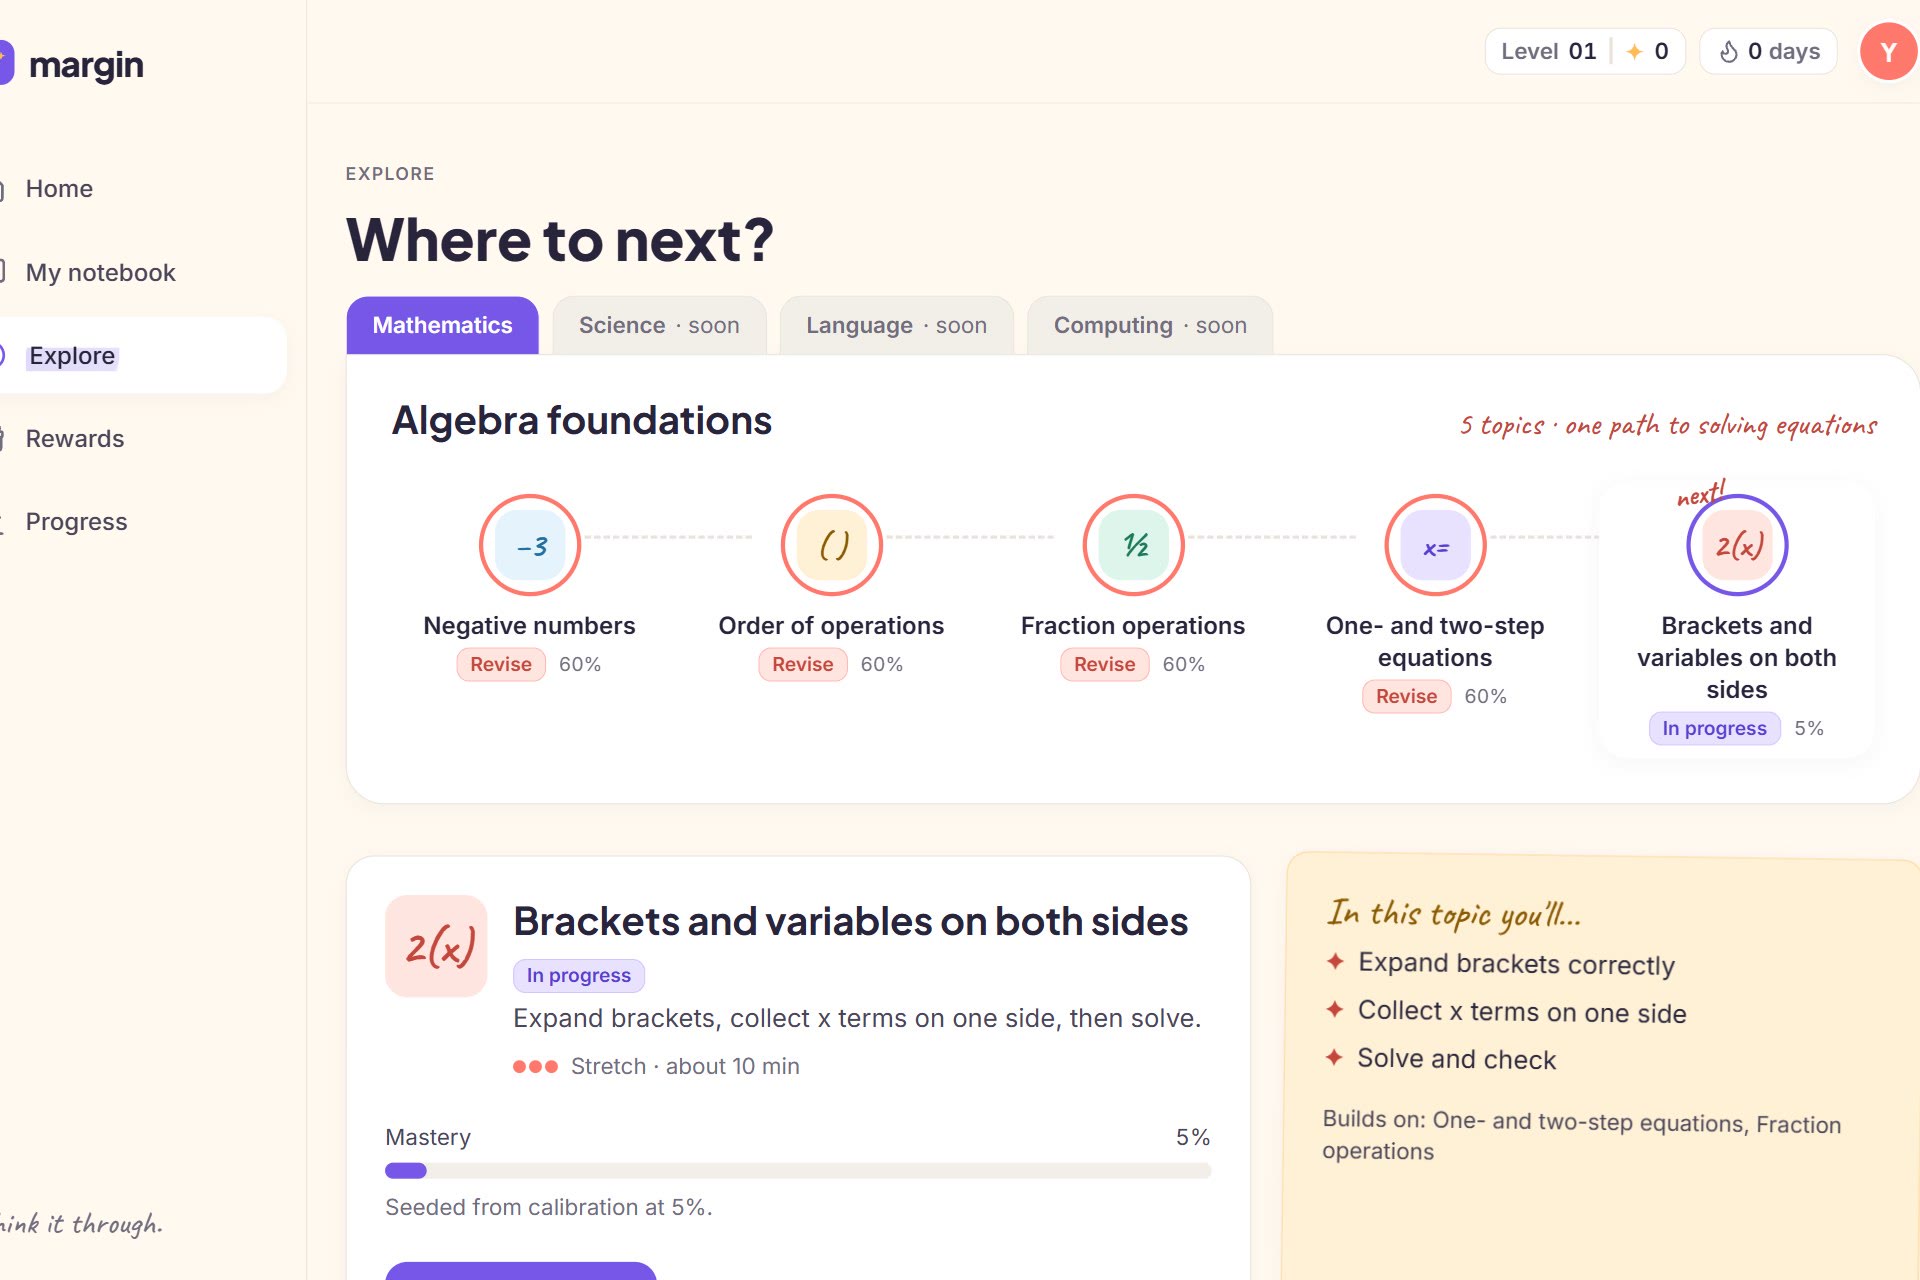 margin
Level 01 0
0 days
Y
Home
My notebook
Explore
Rewards
Progress
hink it through.
EXPLORE
Where to next?
Mathematics
Science · soon
Language · soon
Computing · soon
Algebra foundations
5 topics · one path to solving equations
-3
Negative numbers
Revise 60%
( )
Order of operations
Revise 60%
½
Fraction operations
Revise 60%
x=
One- and two-step
equations
Revise 60%
next!
2(x)
Brackets and
variables on both
sides
In progress 5%
2(x)
Brackets and variables on both sides
In progress
Expand brackets, collect x terms on one side, then solve.
Stretch · about 10 min
Mastery 5%
Seeded from calibration at 5%.
In this topic you'll...
Expand brackets correctly
Collect x terms on one side
Solve and check
Builds on: One- and two-step equations, Fraction
operations